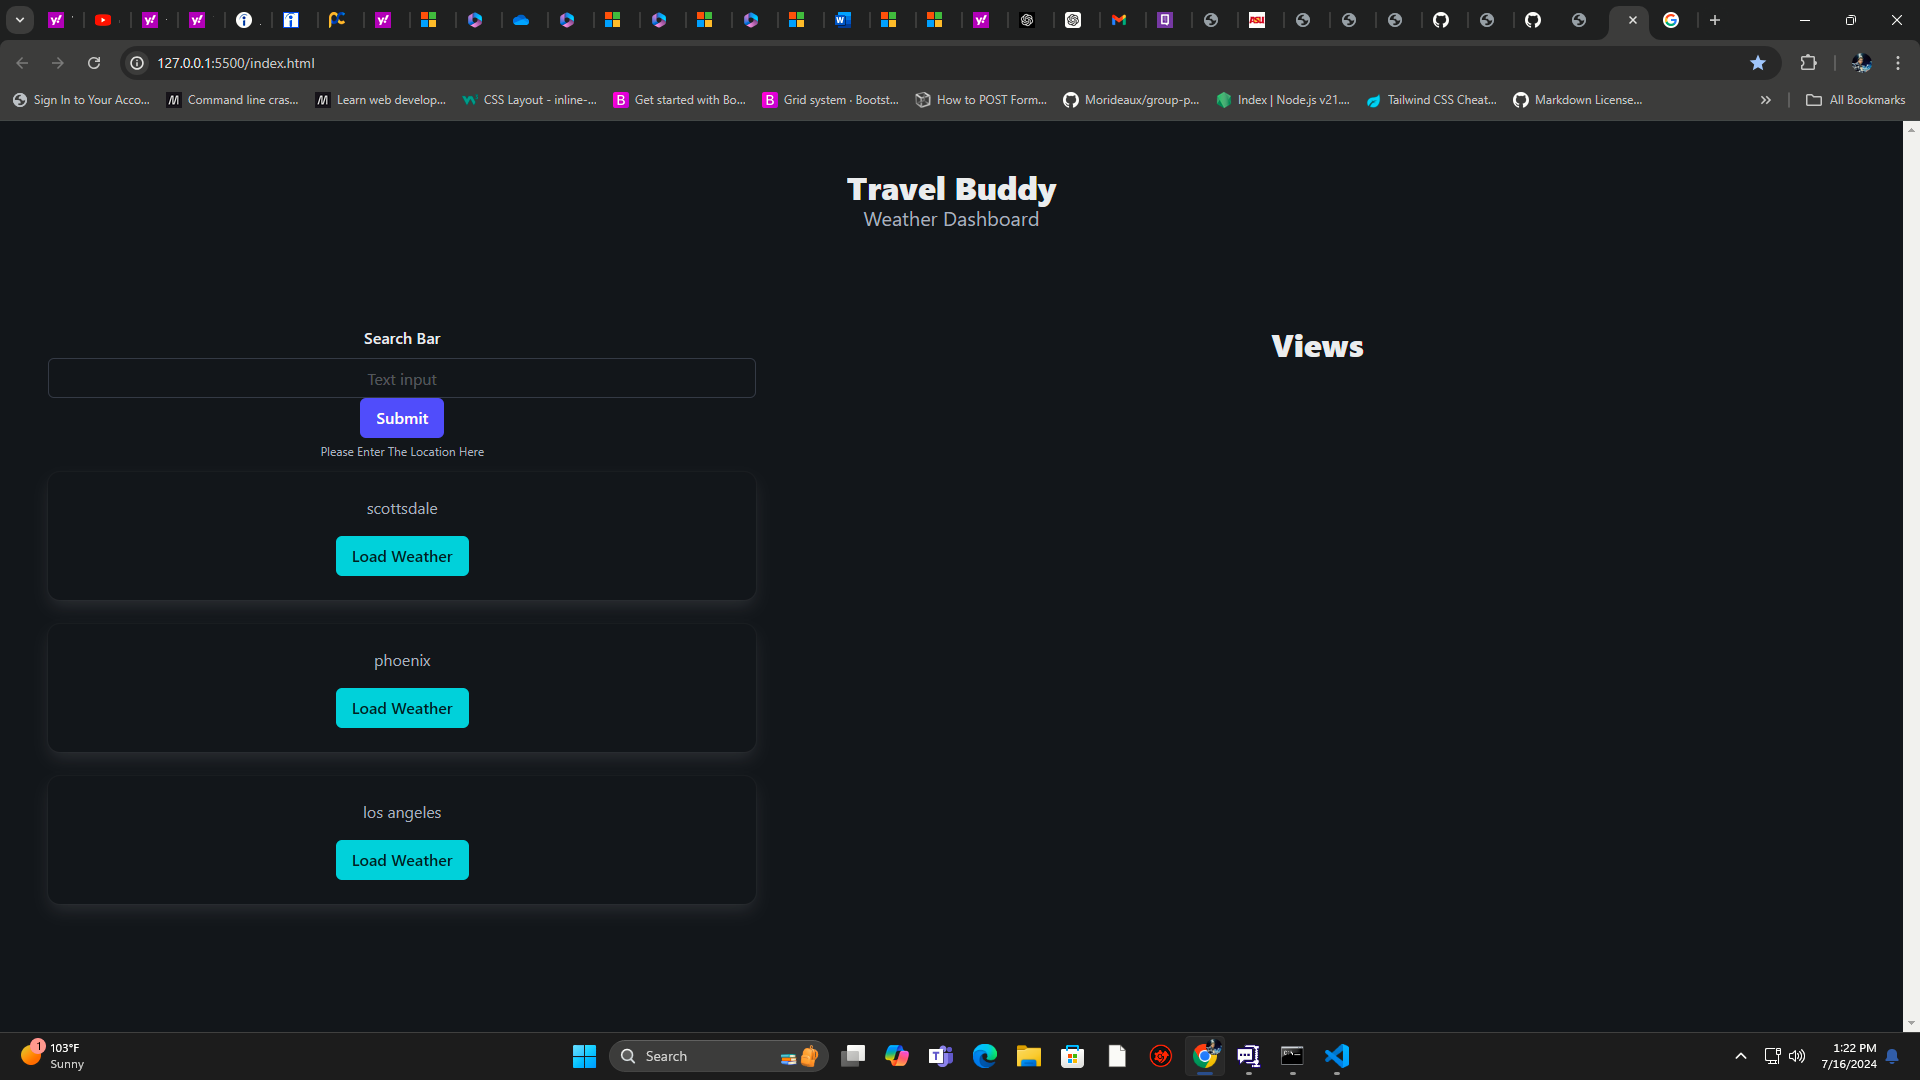 127.0.0.1:5500/index.html
Sign In to Your Acco...
Command line cras...
Learn web develop...
CSS Layout - inline-...
Get started with Bo...
Grid system · Bootst...
How to POST Form...
Morideaux/group-p...
Index | Node.js v21....
Tailwind CSS Cheat...
Markdown License...
All Bookmarks
Travel Buddy
Weather Dashboard
Search Bar
Text input
Submit
Please Enter The Location Here
scottsdale
Load Weather
phoenix
Load Weather
los angeles
Load Weather
Views
1
103°F
Sunny
Search
1:22 PM
7/16/2024